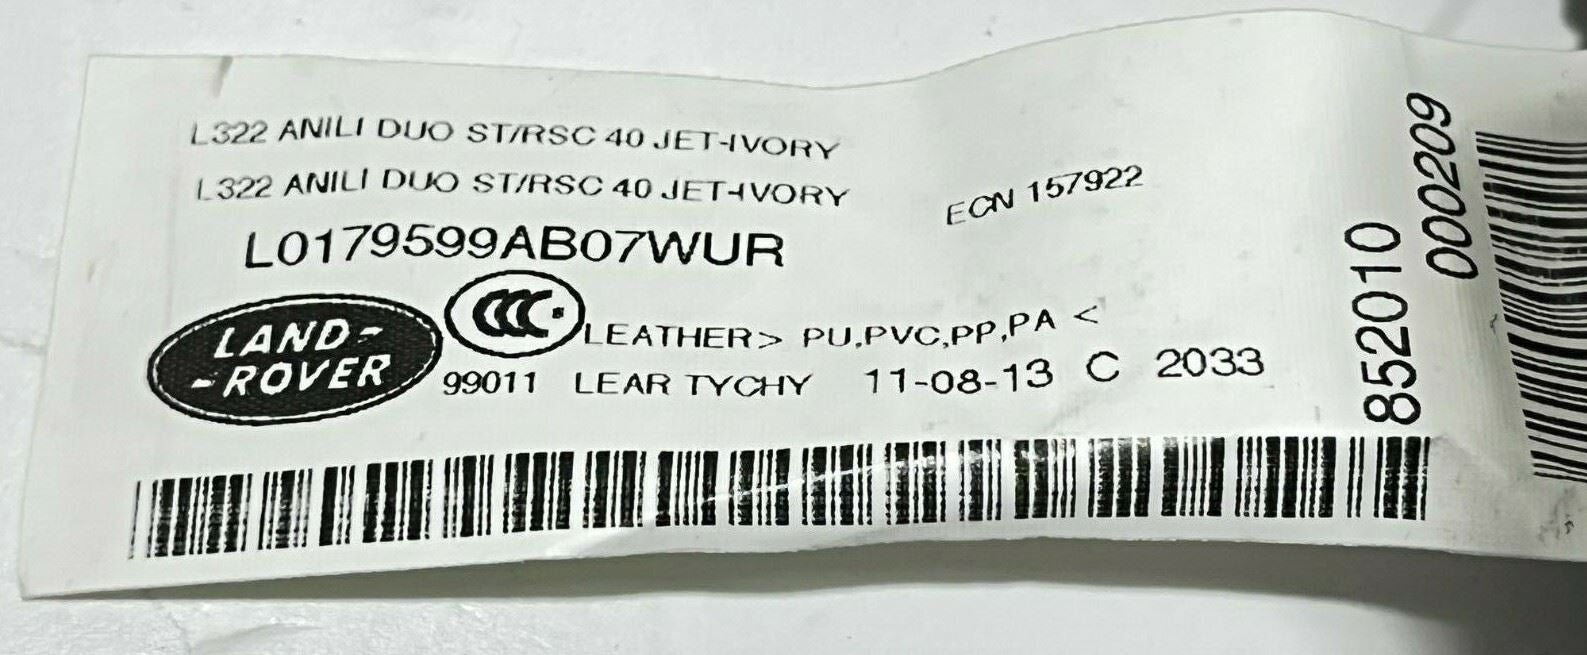 L322 ANILI DUO ST/RSC 40 JET-IVORY
L322 ANILI DUO ST/RSC 40 JET-IVORY
L0179599AB07WUR
ECN 157922
LAND-
-ROVER
CCC
LEATHER> PU,PVC,PP,PA <
99011 LEAR TYCHY 11-08-13 C 2033
852010
000209